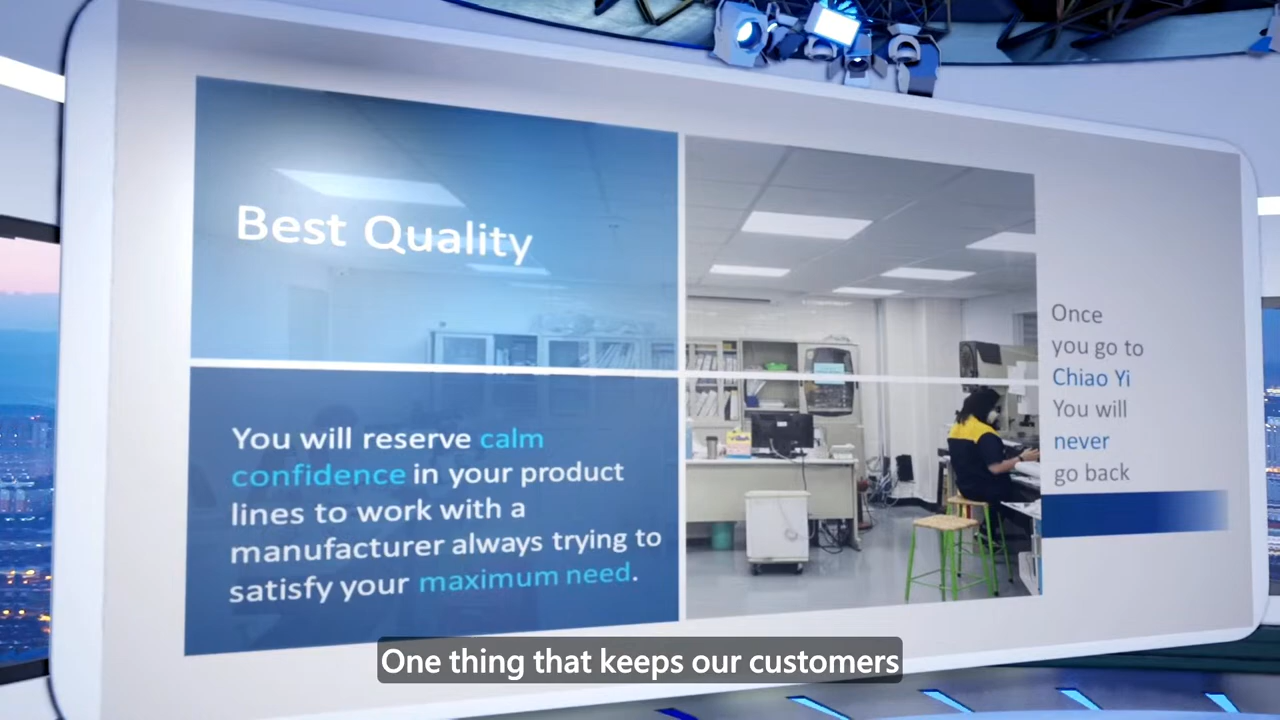 Best Quality
You will reserve calm
confidence in your product
lines to work with a
manufacturer always trying to
satisfy your maximum need.
Once
you go to
Chiao Yi
You will
never
go back
One thing that keeps our customers